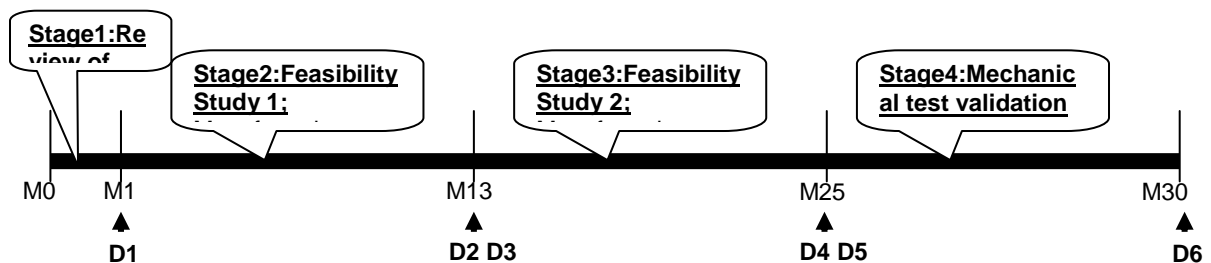 Stage1:Re
view of
Stage2:Feasibility
Study 1;
Stage3:Feasibility
Study 2;
Stage4:Mechanic
al test validation
M0 M1 M13 M25 M30
D1 D2 D3 D4 D5 D6